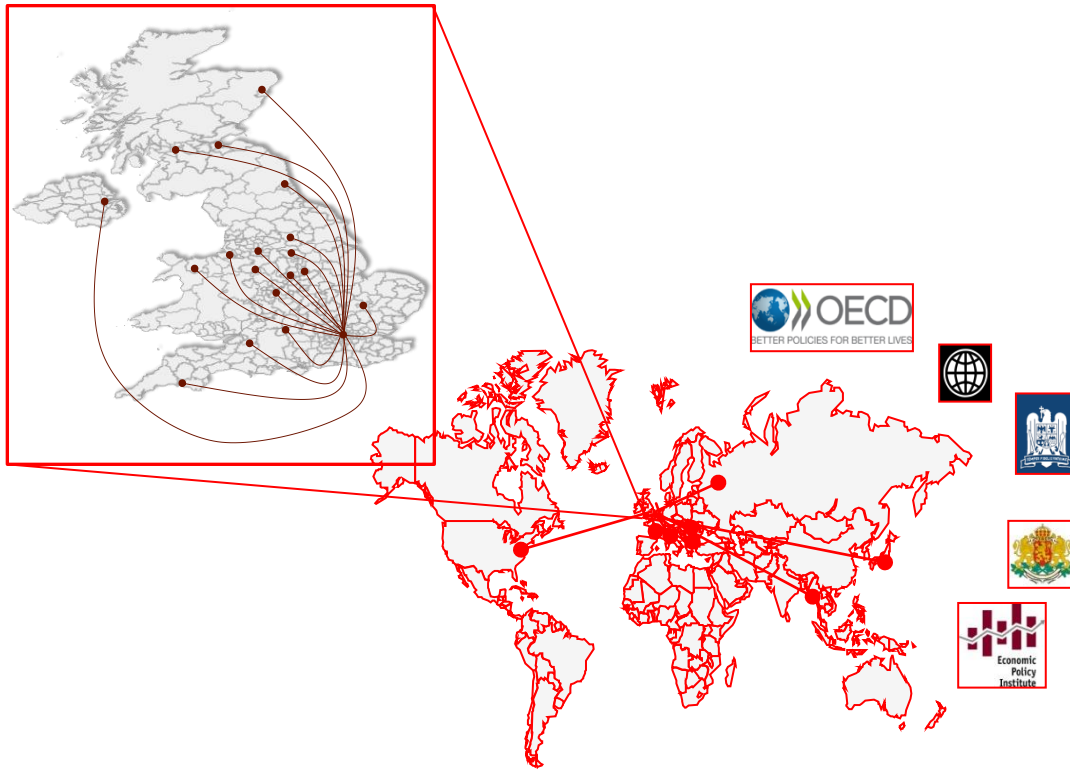 OECD
BETTER POLICIES FOR BETTER LIVES
Economic
Policy
Institute